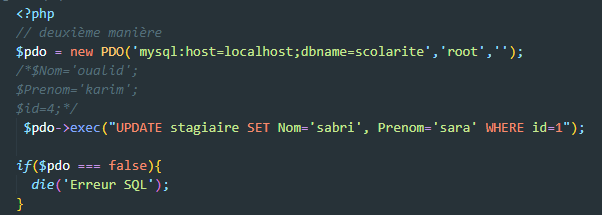 <?php
// deuxième manière
$pdo = new PDO('mysql:host=localhost;dbname=scolarite','root','');
/*$Nom='oualid';
$Prenom='karim';
$id=4;*/
$pdo->exec("UPDATE stagiaire SET Nom='sabri', Prenom='sara' WHERE id=1");
if($pdo === false){
die('Erreur SQL');
}